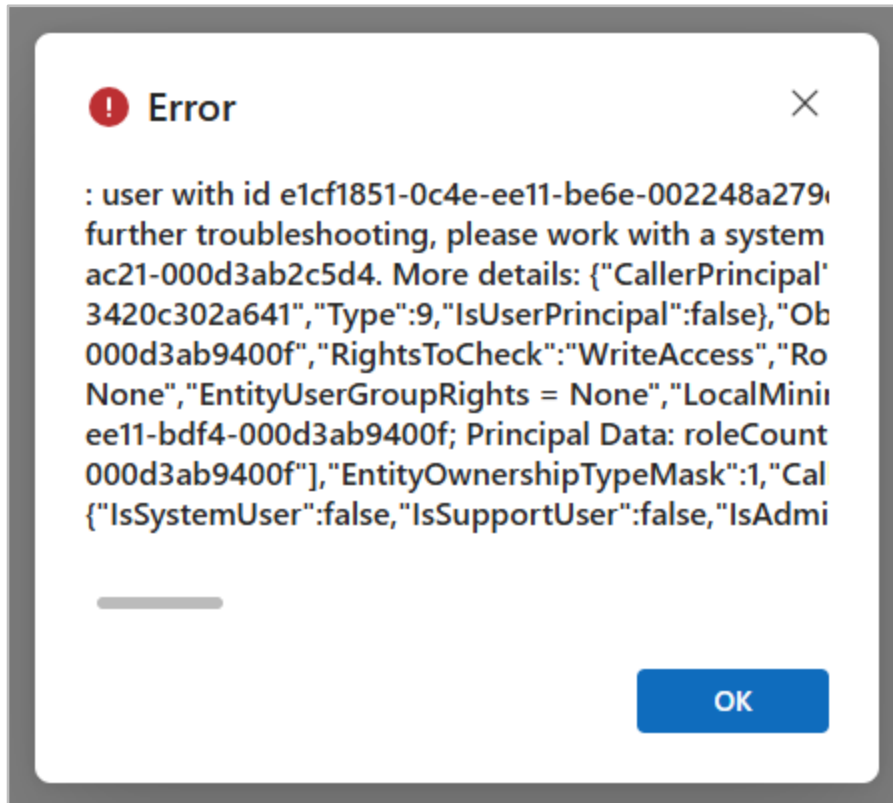 Error
: user with id e1cf1851-0c4e-ee11-be6e-002248a279
further troubleshooting, please work with a system
ac21-000d3ab2c5d4. More details: {"CallerPrincipal"
3420c302a641","Type":9,"IsUserPrincipal":false},"Ob
000d3ab9400f","RightsToCheck":"WriteAccess","Ro
None","EntityUserGroupRights = None","LocalMini
ee11-bdf4-000d3ab9400f; Principal Data: roleCount
000d3ab9400f"],"EntityOwnershipTypeMask":1,"Cal
{"IsSystemUser":false,"IsSupportUser":false,"IsAdmi
OK